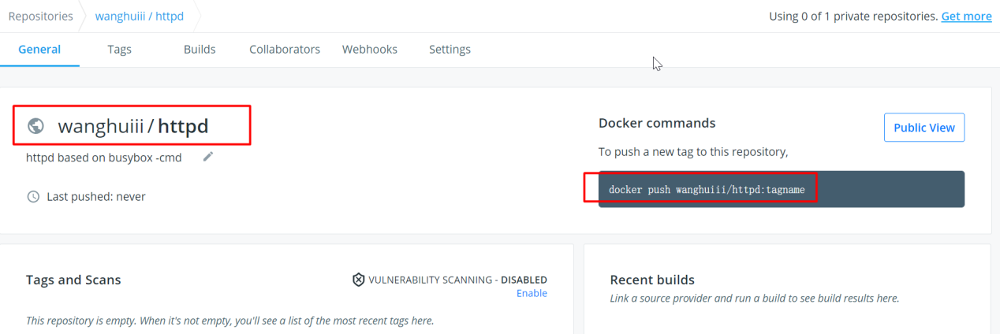 Repositories wanghuiii / httpd Using 0 of 1 private repositories. Get more
General Tags Builds Collaborators Webhooks Settings
wanghuiii / httpd
httpd based on busybox -cmd
Last pushed: never
Docker commands
Public View
To push a new tag to this repository,
docker push wanghuiii/httpd:tagname
Tags and Scans
VULNERABILITY SCANNING - DISABLED
Enable
This repository is empty. When it's not empty, you'll see a list of the most recent tags here.
Recent builds
Link a source provider and run a build to see build results here.